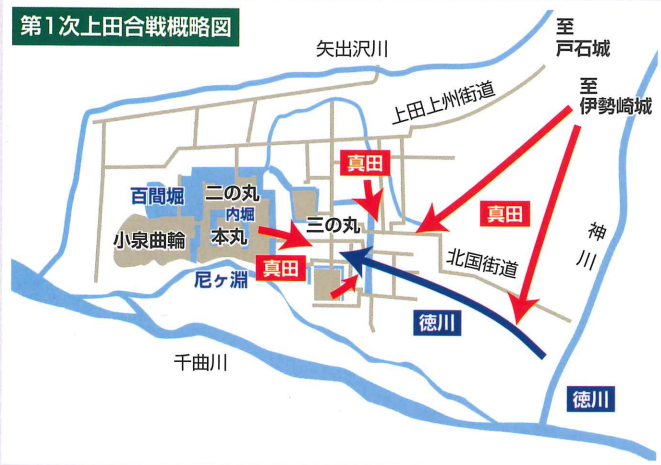 第1次上田合戦概略図
矢出沢川
至
戸石城
至
伊勢崎城
上田上州街道
真田
百間堀
二の丸
内堀
本丸
小泉曲輪
三の丸
真田
真田
神川
北国街道
尼ヶ淵
徳川
千曲川
徳川